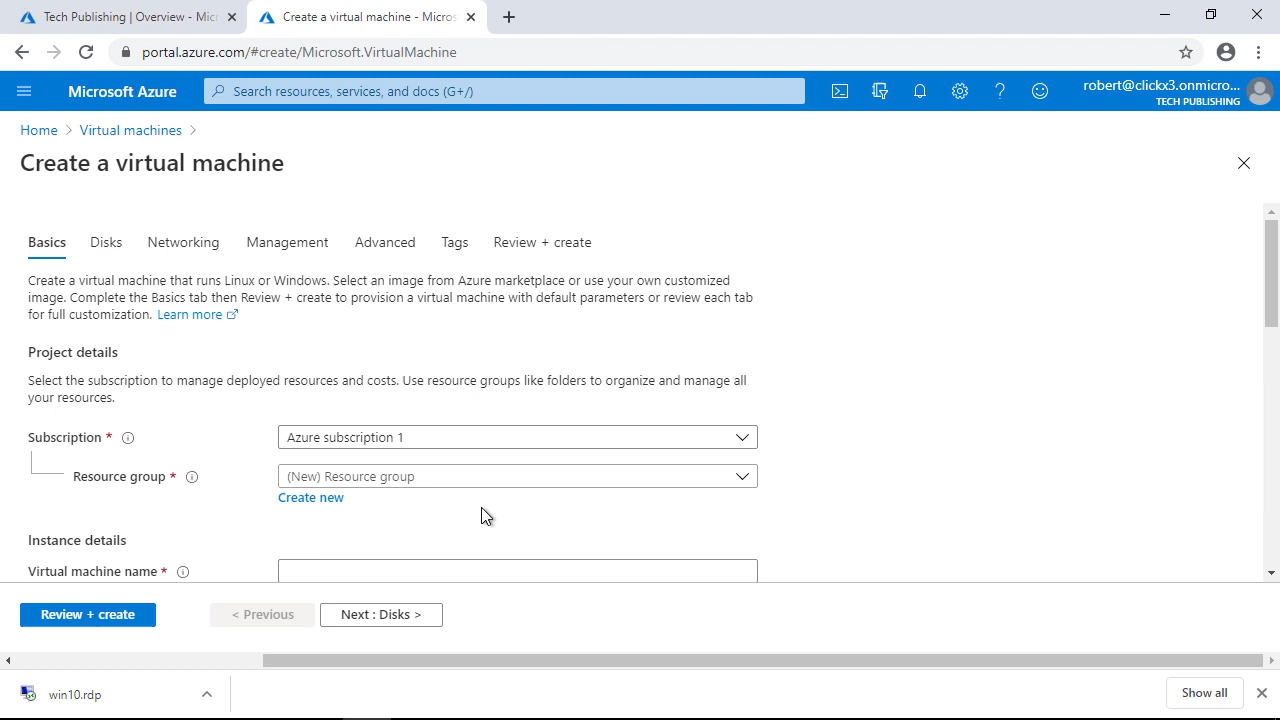 Tech Publishing | Overview - Micr
Create a virtual machine - Micros
portal.azure.com/#create/Microsoft.VirtualMachine
Microsoft Azure
Search resources, services, and docs (G+/)
robert@clickx3.onmicro...
TECH PUBLISHING
Home > Virtual machines >
Create a virtual machine
Basics Disks Networking Management Advanced Tags Review + create
Create a virtual machine that runs Linux or Windows. Select an image from Azure marketplace or use your own customized
image. Complete the Basics tab then Review + create to provision a virtual machine with default parameters or review each tab
for full customization. Learn more
Project details
Select the subscription to manage deployed resources and costs. Use resource groups like folders to organize and manage all
your resources.
Subscription * Azure subscription 1
Resource group * (New) Resource group
Create new
Instance details
Virtual machine name *
Review + create < Previous Next : Disks >
win10.rdp Show all